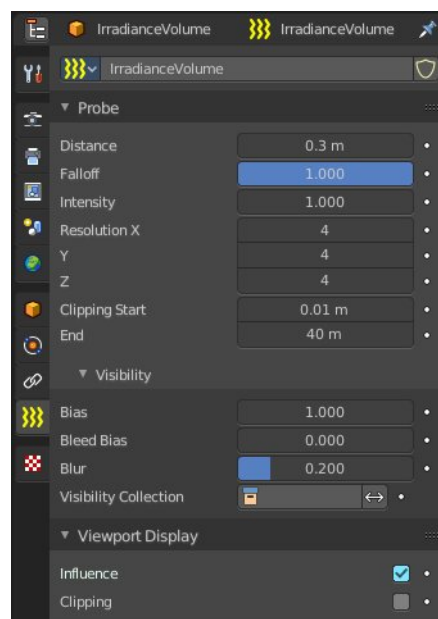 IrradianceVolume IrradianceVolume
IrradianceVolume
Probe
Distance 0.3 m
Falloff 1.000
Intensity 1.000
Resolution X 4
Y 4
Z 4
Clipping Start 0.01 m
End 40 m
Visibility
Bias 1.000
Bleed Bias 0.000
Blur 0.200
Visibility Collection
Viewport Display
Influence
Clipping